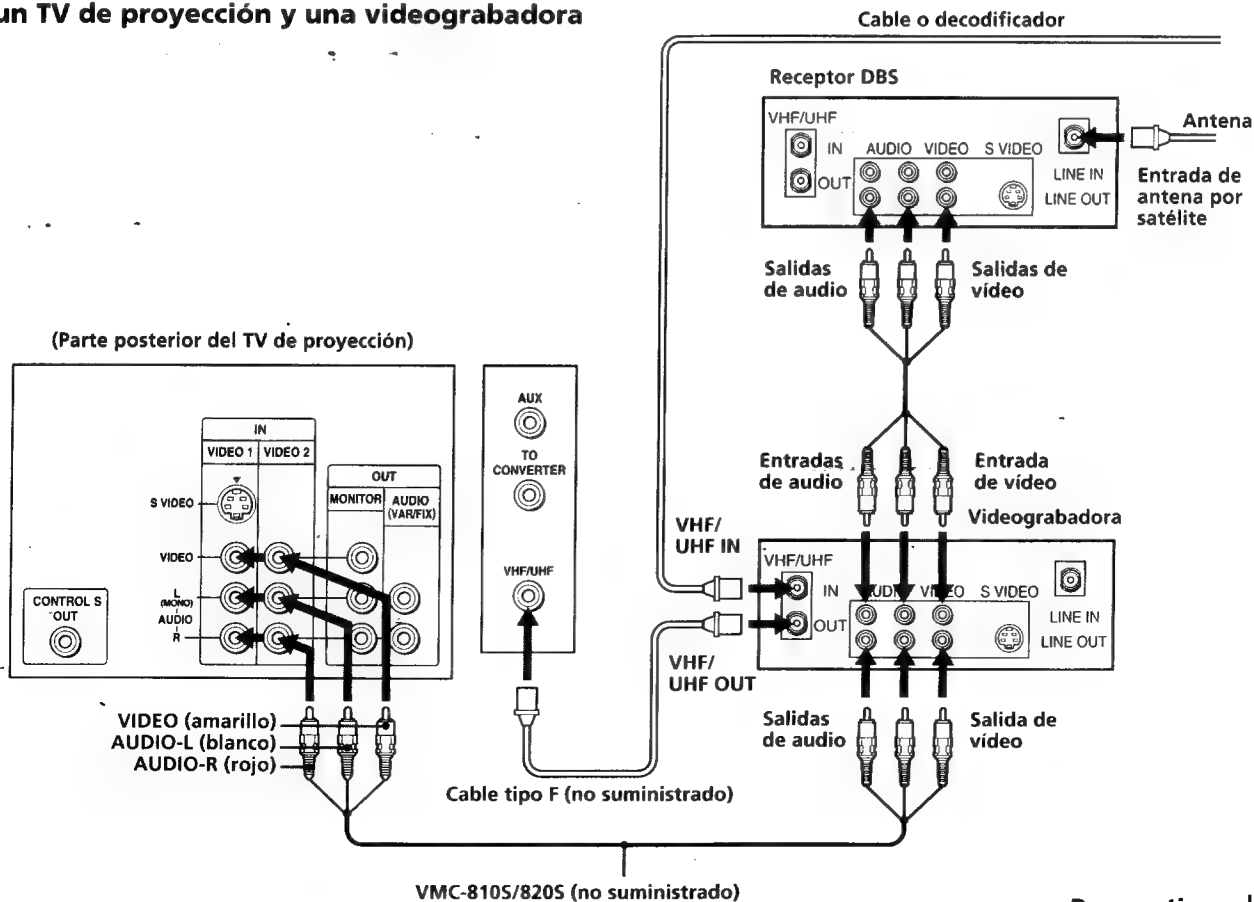 un TV de proyección y una videograbadora
Cable o decodificador
Receptor DBS
VHF/UHF
IN
OUT
AUDIO VIDEO S VIDEO
LINE IN
LINE OUT
Antena
Entrada de
antena por
satélite
Salidas
de audio
Salidas de
vídeo
(Parte posterior del TV de proyección)
IN
VIDEO 1 VIDEO 2
OUT
MONITOR
AUDIO
(VAR/FIX)
S VIDEO
VIDEO
L
(MONO)
AUDIO
R
CONTROL S
OUT
AUX
TO
CONVERTER
VHF/UHF
Entradas
de audio
Entrada
de vídeo
Videograbadora
VHF/
UHF IN
VHF/UHF
IN
OUT
AUDIO VIDEO S VIDEO
LINE IN
LINE OUT
VHF/
UHF OUT
VIDEO (amarillo)
AUDIO-L (blanco)
AUDIO-R (rojo)
Salidas
de audio
Salida de
vídeo
Cable tipo F (no suministrado)
VMC-810S/820S (no suministrado)